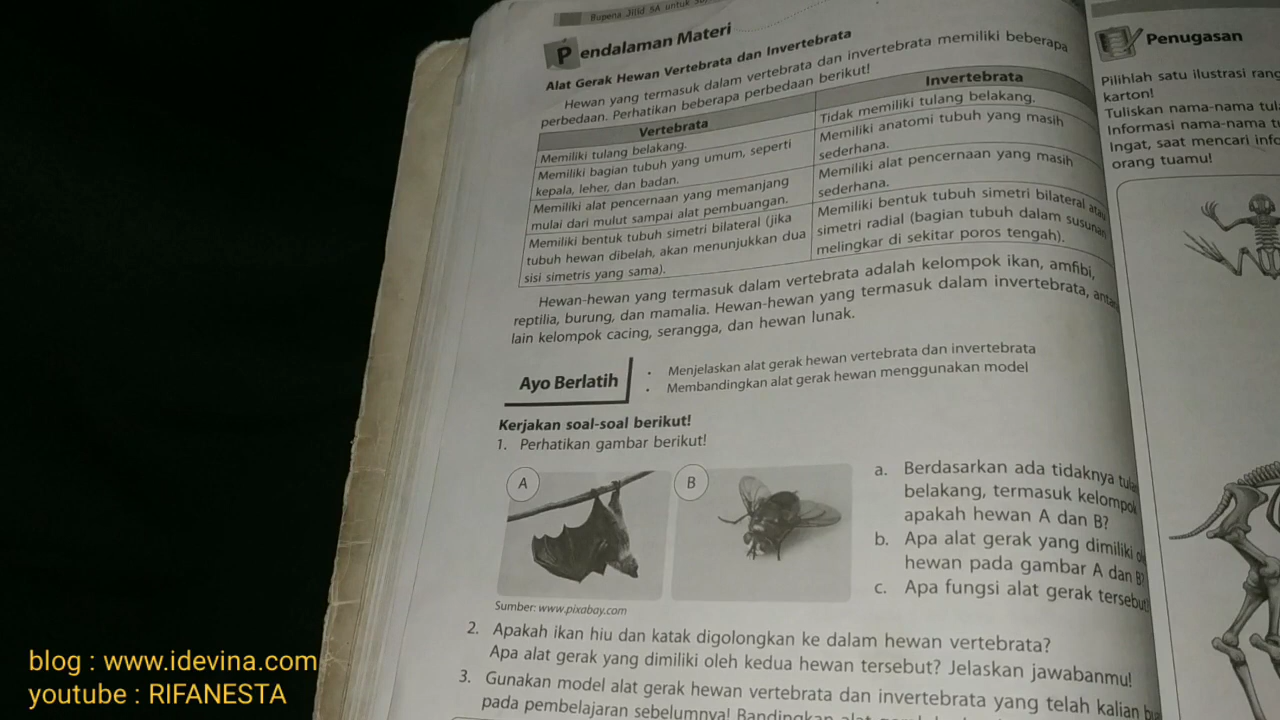 Bupena Jilid 5A untuk
Pendalaman Materi
Alat Gerak Hewan Vertebrata dan Invertebrata
Hewan yang termasuk dalam vertebrata dan invertebrata memiliki beberapa
perbedaan. Perhatikan beberapa perbedaan berikut!
Vertebrata
Memiliki tulang belakang.
Memiliki bagian tubuh yang umum, seperti
kepala, leher, dan badan.
Memiliki alat pencernaan yang memanjang
mulai dari mulut sampai alat pembuangan.
Memiliki bentuk tubuh simetri bilateral (jika
tubuh hewan dibelah, akan menunjukkan dua
sisi simetris yang sama).
Invertebrata
Tidak memiliki tulang belakang.
Memiliki anatomi tubuh yang masih
sederhana.
Memiliki alat pencernaan yang masih
sederhana.
Memiliki bentuk tubuh simetri bilateral atau
simetri radial (bagian tubuh dalam susunan
melingkar di sekitar poros tengah).
Hewan-hewan yang termasuk dalam vertebrata adalah kelompok ikan, amfibi,
reptilia, burung, dan mamalia. Hewan-hewan yang termasuk dalam invertebrata,
lain kelompok cacing, serangga, dan hewan lunak.
Ayo Berlatih
• Menjelaskan alat gerak hewan vertebrata dan invertebrata
• Membandingkan alat gerak hewan menggunakan model
Kerjakan soal-soal berikut!
1. Perhatikan gambar berikut!
A
B
Sumber: www.pixabay.com
a. Berdasarkan ada tidaknya
belakang, termasuk kelompok
apakah hewan A dan B?
b. Apa alat gerak yang dimiliki
hewan pada gambar A dan B?
c. Apa fungsi alat gerak tersebut
2. Apakah ikan hiu dan katak digolongkan ke dalam hewan vertebrata?
Apa alat gerak yang dimiliki oleh kedua hewan tersebut? Jelaskan jawabanmu!
3. Gunakan model alat gerak hewan vertebrata dan invertebrata yang telah kalian
pada pembelajaran sebelumnya! Bandingkan
Penugasan
Pilihlah satu ilustrasi
karton!
Tuliskan nama-nama
Informasi nama-nama
Ingat, saat mencari
orang tuamu!
blog : www.idevina.com
youtube : RIFANESTA